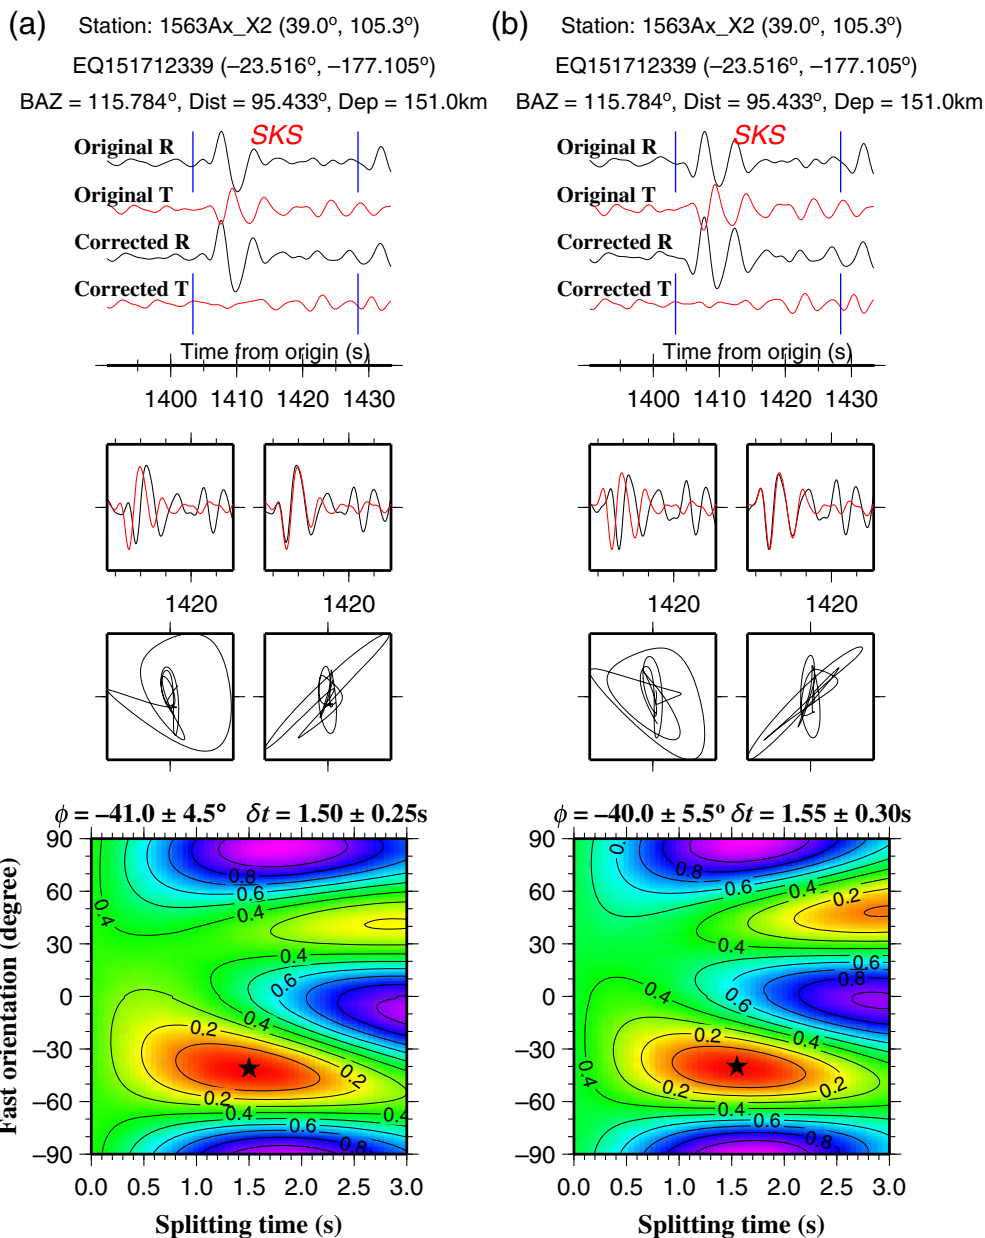 (a) Station: 1563Ax_X2 (39.0°, 105.3°)
EQ151712339 (−23.516°, −177.105°)
BAZ = 115.784°, Dist = 95.433°, Dep = 151.0km
SKS
Original R
Original T
Corrected R
Corrected T
Time from origin (s)
1400 1410 1420 1430
1420 1420
ϕ = −41.0 ± 4.5° δt = 1.50 ± 0.25s
Fast orientation (degree)
90
60
30
0
−30
−60
−90
0.8
0.6
0.4
0.4
0.4
0.6
0.4
0.2
0.2
0.2
0.4
0.4
0.6
0.8
0.0 0.5 1.0 1.5 2.0 2.5 3.0
Splitting time (s)
(b) Station: 1563Ax_X2 (39.0°, 105.3°)
EQ151712339 (−23.516°, −177.105°)
BAZ = 115.784°, Dist = 95.433°, Dep = 151.0km
SKS
Original R
Original T
Corrected R
Corrected T
Time from origin (s)
1400 1410 1420 1430
1420 1420
ϕ = −40.0 ± 5.5° δt = 1.55 ± 0.30s
90
60
30
0
−30
−60
−90
0.8
0.6
0.4
0.2
0.4
0.6
0.8
0.6
0.4
0.2
0.4
0.2
0.2
0.4
0.6
0.8
0.0 0.5 1.0 1.5 2.0 2.5 3.0
Splitting time (s)